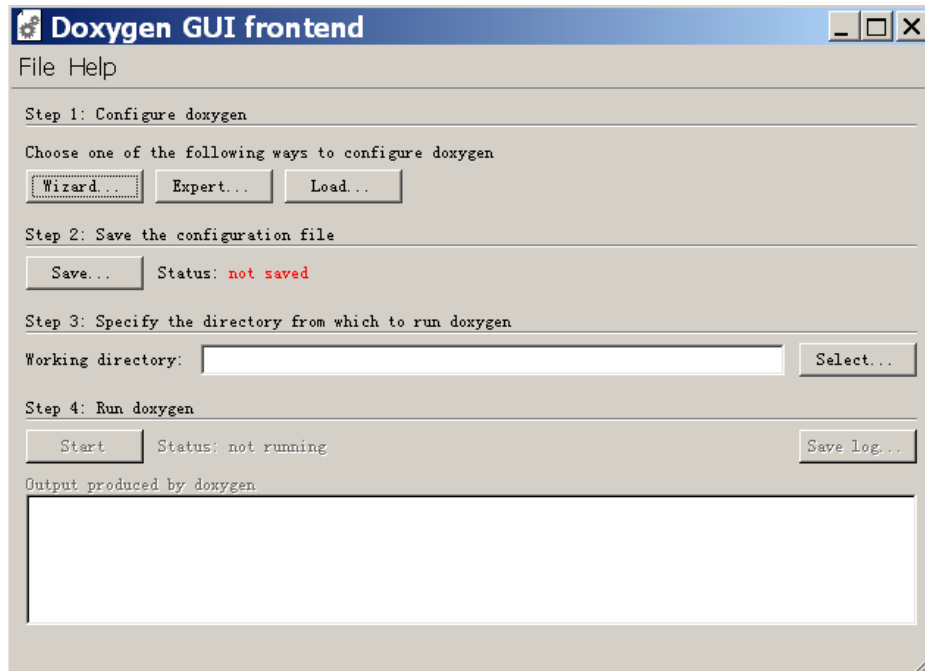 Doxygen GUI frontend
File Help
Step 1: Configure doxygen
Choose one of the following ways to configure doxygen
Wizard... Expert... Load...
Step 2: Save the configuration file
Save... Status: not saved
Step 3: Specify the directory from which to run doxygen
Working directory: Select...
Step 4: Run doxygen
Start Status: not running Save log...
Output produced by doxygen